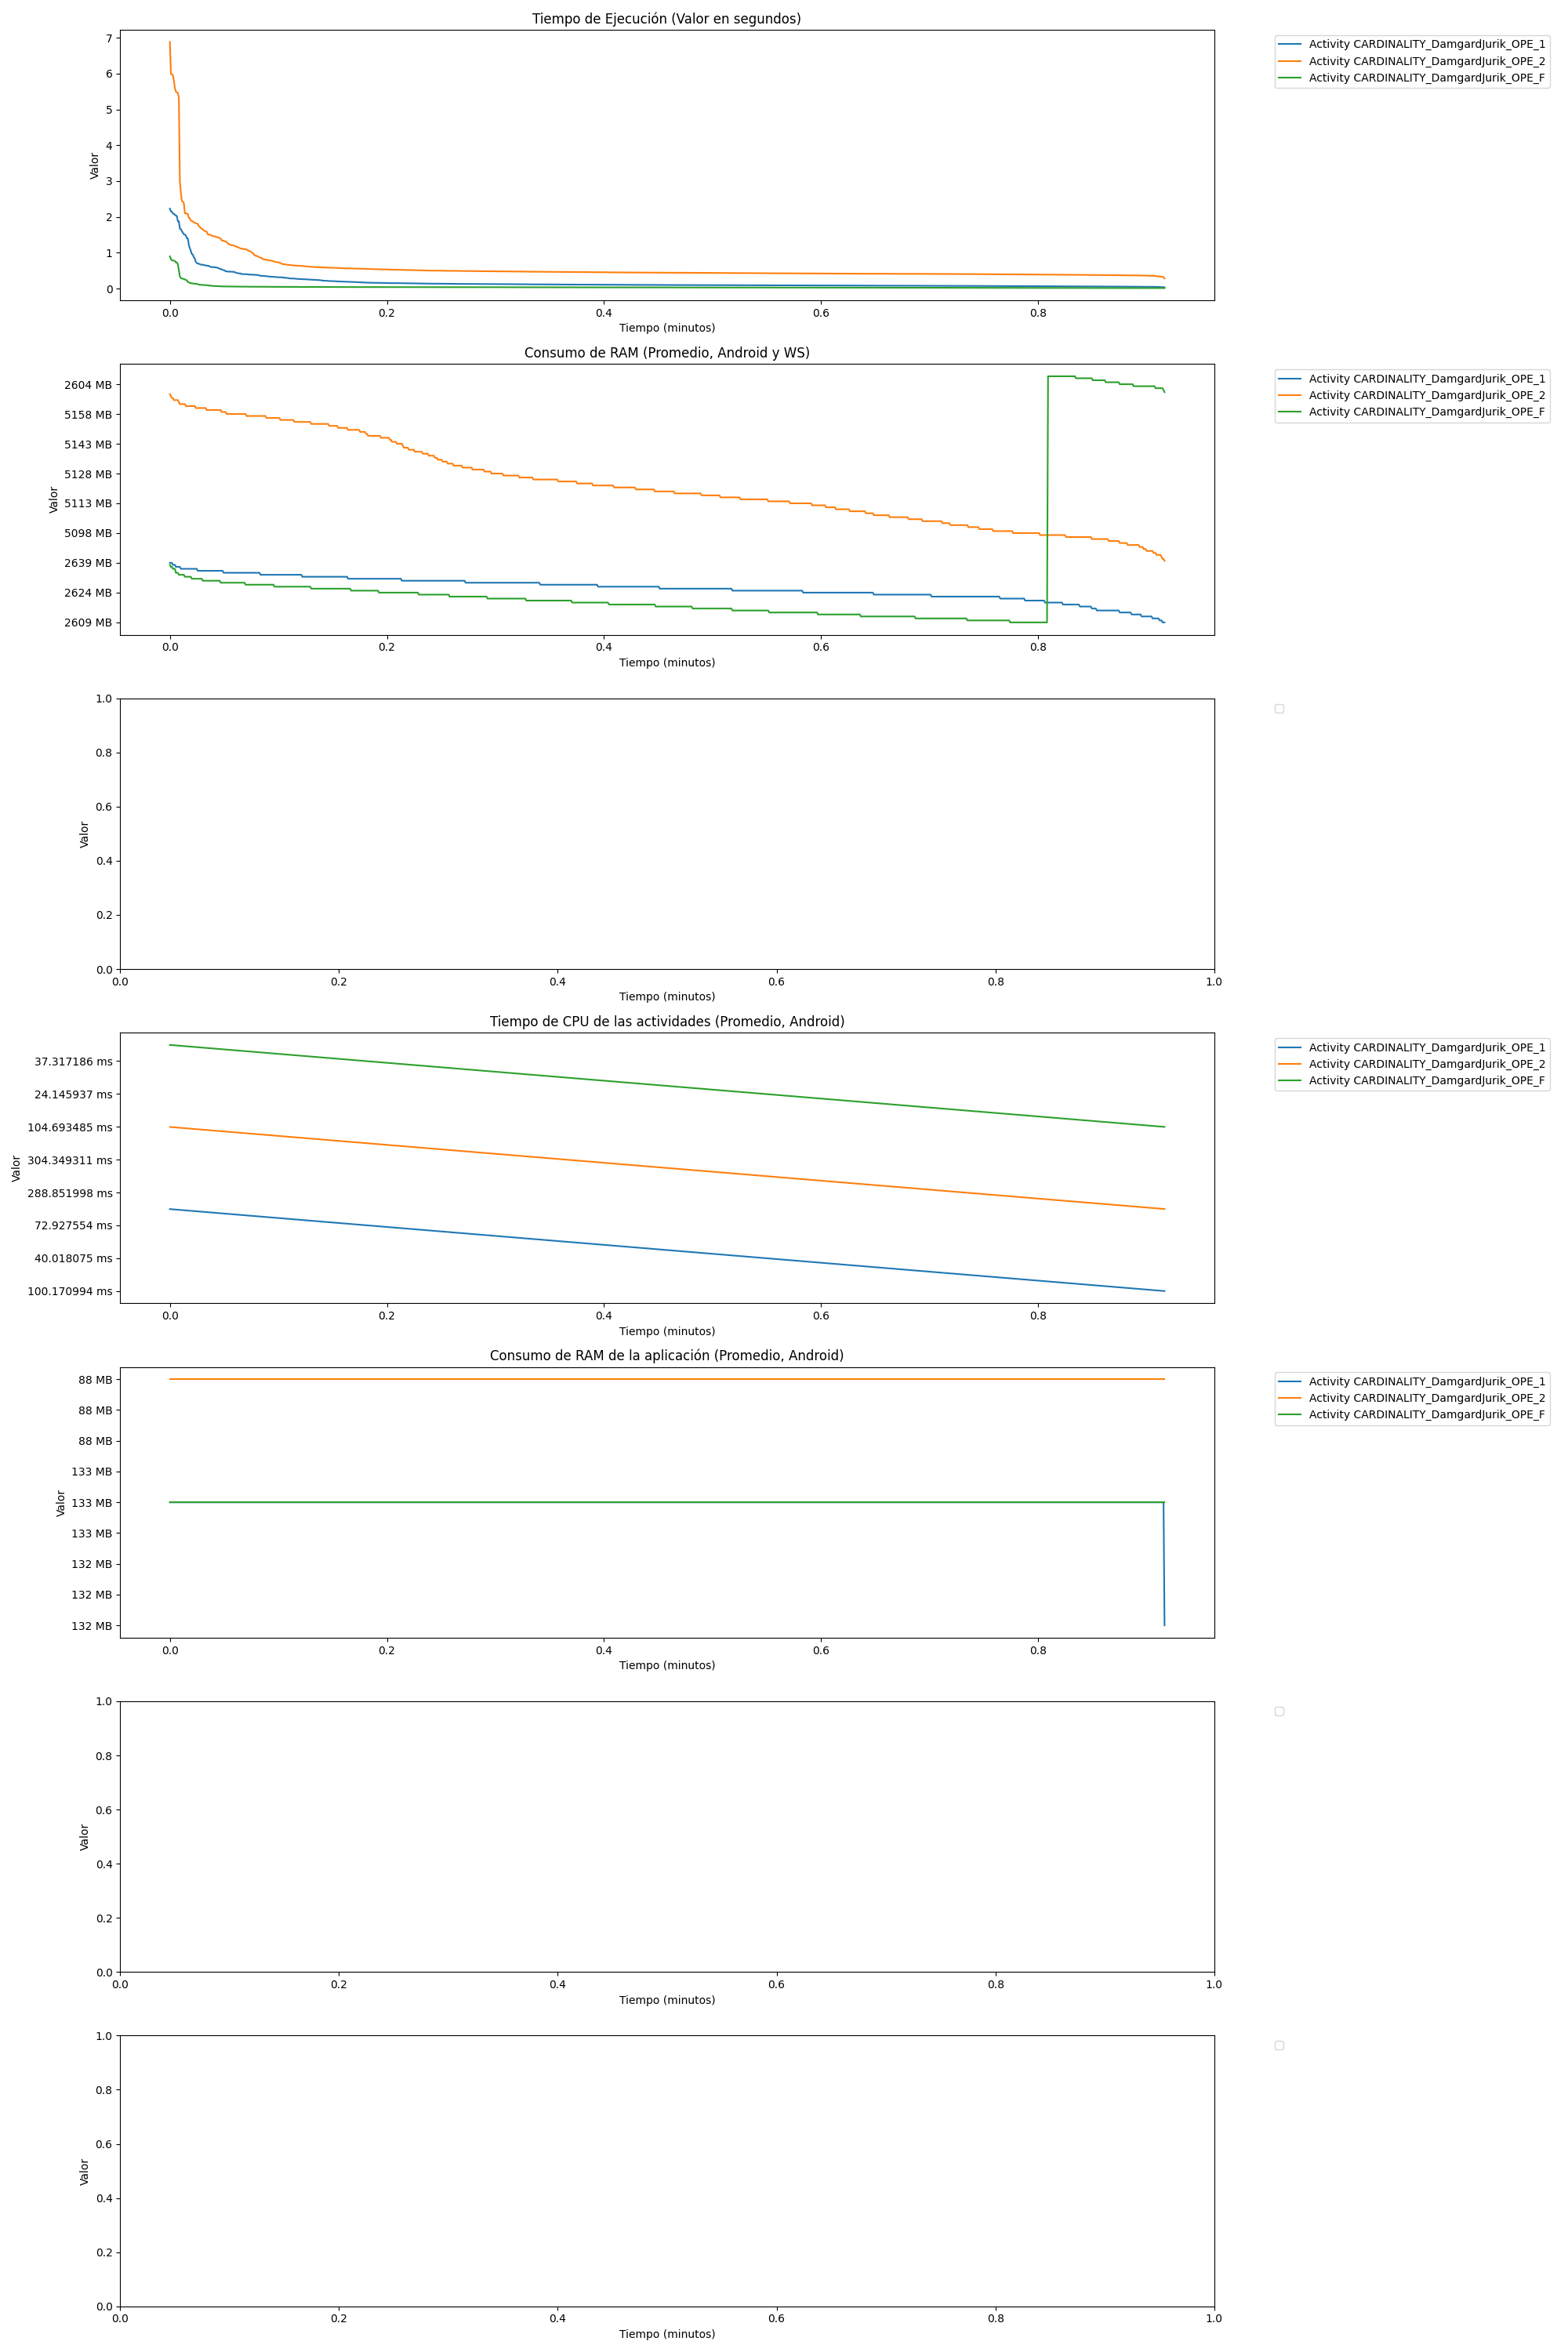 Tiempo de Ejecución (Valor en segundos)
7
6
5
4
3
2
1
0
Valor
0.0 0.2 0.4 0.6 0.8
Tiempo (minutos)
Activity CARDINALITY_DamgardJurik_OPE_1
Activity CARDINALITY_DamgardJurik_OPE_2
Activity CARDINALITY_DamgardJurik_OPE_F
Consumo de RAM (Promedio, Android y WS)
2604 MB
5158 MB
5143 MB
5128 MB
5113 MB
5098 MB
2639 MB
2624 MB
2609 MB
Valor
0.0 0.2 0.4 0.6 0.8
Tiempo (minutos)
Activity CARDINALITY_DamgardJurik_OPE_1
Activity CARDINALITY_DamgardJurik_OPE_2
Activity CARDINALITY_DamgardJurik_OPE_F
1.0
0.8
0.6
0.4
0.2
0.0
Valor
0.0 0.2 0.4 0.6 0.8 1.0
Tiempo (minutos)
Tiempo de CPU de las actividades (Promedio, Android)
37.317186 ms
24.145937 ms
104.693485 ms
304.349311 ms
288.851998 ms
72.927554 ms
40.018075 ms
100.170994 ms
Valor
0.0 0.2 0.4 0.6 0.8
Tiempo (minutos)
Activity CARDINALITY_DamgardJurik_OPE_1
Activity CARDINALITY_DamgardJurik_OPE_2
Activity CARDINALITY_DamgardJurik_OPE_F
Consumo de RAM de la aplicación (Promedio, Android)
88 MB
88 MB
88 MB
133 MB
133 MB
133 MB
132 MB
132 MB
132 MB
Valor
0.0 0.2 0.4 0.6 0.8
Tiempo (minutos)
Activity CARDINALITY_DamgardJurik_OPE_1
Activity CARDINALITY_DamgardJurik_OPE_2
Activity CARDINALITY_DamgardJurik_OPE_F
1.0
0.8
0.6
0.4
0.2
0.0
Valor
0.0 0.2 0.4 0.6 0.8 1.0
Tiempo (minutos)
1.0
0.8
0.6
0.4
0.2
0.0
Valor
0.0 0.2 0.4 0.6 0.8 1.0
Tiempo (minutos)